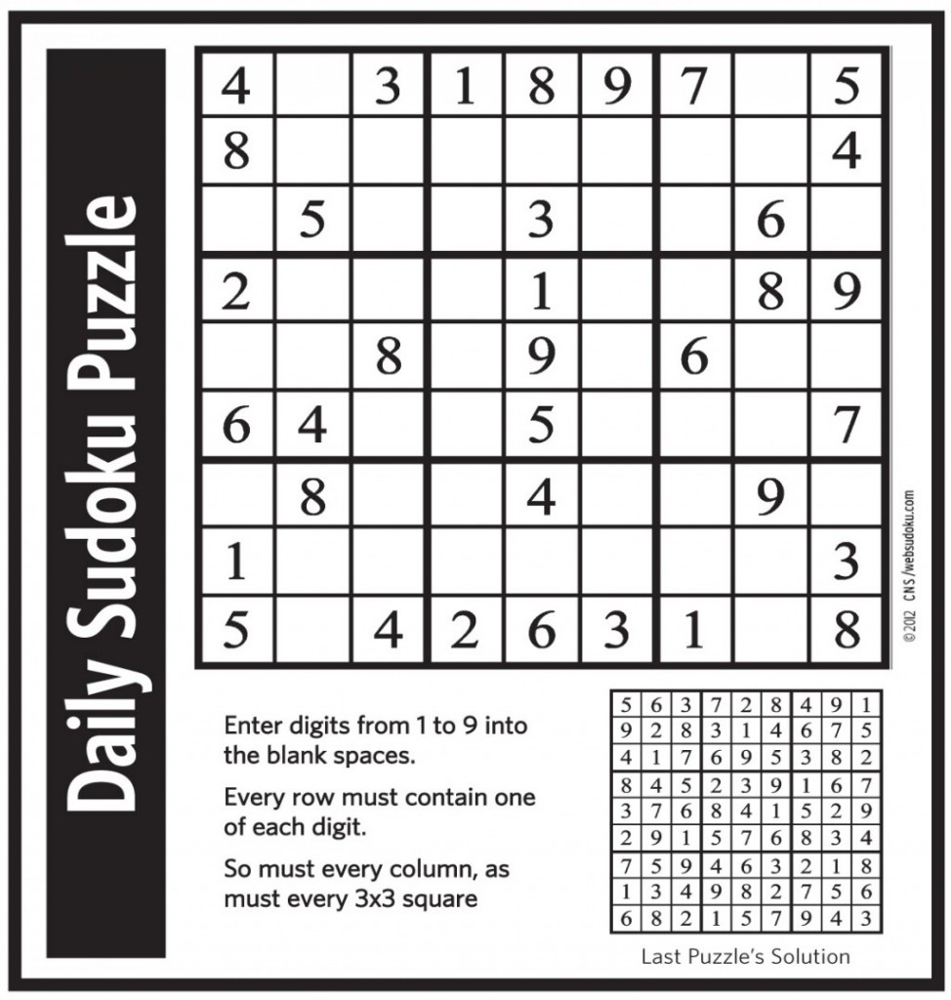 Daily Sudoku Puzzle
4 3 1 8 9 7 5
8 4
5 3 6
2 1 8 9
8 9 6
6 4 5 7
8 4 9
1 3
5 4 2 6 3 1 8
©2012 CNS/websudoku.com
Enter digits from 1 to 9 into
the blank spaces.
Every row must contain one
of each digit.
So must every column, as
must every 3x3 square
5 6 3 7 2 8 4 9 1
9 2 8 3 1 4 6 7 5
4 1 7 6 9 5 3 8 2
8 4 5 2 3 9 1 6 7
3 7 6 8 4 1 5 2 9
2 9 1 5 7 6 8 3 4
7 5 9 4 6 3 2 1 8
1 3 4 9 8 2 7 5 6
6 8 2 1 5 7 9 4 3
Last Puzzle's Solution